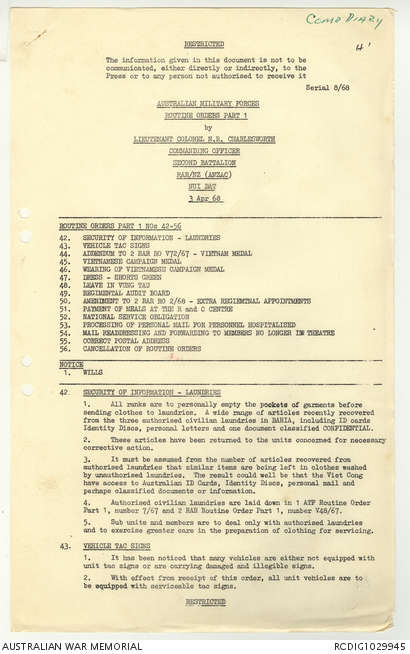 Comd Diary
H'
RESTRICTED
The information given in this document is not to be
communicated, either directly or indirectly, to the
Press or to any person not authorised to receive it
Serial 8/68
AUSTRALIAN MILITARY FORCES
ROUTINE ORDERS PART 1
by
LIEUTENANT COLONEL N.R. CHARLESWORTH
COMMANDING OFFICER
SECOND BATTALION
RAR/NZ (ANZAC)
NUI DAT
3 Apr 68
ROUTINE ORDERS PART 1 NOs 42-56
42. SECURITY OF INFORMATION - LAUNDRIES
43. VEHICLE TAC SIGNS
44. ADDENDUM TO 2 RAR RO V72/67 - VIETNAM MEDAL
45. VIETNAMESE CAMPAIGN MEDAL
46. WEARING OF VIETNAMESE CAMPAIGN MEDAL
47. DRESS - SHORTS GREEN
48. LEAVE IN VUNG TAU
49. REGIMENTAL AUDIT BOARD
50. AMENDMENT TO 2 RAR RO 2/68 - EXTRA REGIEMTNAL APPOINTMENTS
51. PAYMENT OF MEALS AT THE R and C CENTRE
52. NATIONAL SERVICE OBLIGATION
53. PROCESSING OF PERSONAL MAIL FOR PERSONNEL HOSPITALISED
54. MAIL READDRESSING AND FORWARDING TO MEMBERS NO LONGER IN THEATRE
55. CORRECT POSTAL ADDRESS
56. CANCELLATION OF ROUTINE ORDERS
NOTICE
1. WILLS
42 SECURITY OF INFORMATION - LAUNDRIES
1. All ranks are to personally empty the pockets of garments before
sending clothes to laundries. A wide range of articles recently recovered
from the three authorised civilian laundries in BARIA, including ID cards
Identity Discs, personal letters and one document classified CONFIDENTIAL.
2. These articles have been returned to the units concerned for necessary
corrective action.
3. It must be assumed from the number of articles recovered from
authorised laundries that similar items are being left in clothes washed
by unauthorised laundries. The result could well be that the Viet Cong
have access to Australian ID Cards, Identity Discs, personal mail and
perhaps classified documents or information.
4. Authorised civilian laundries are laid down in 1 ATF Routine Order
Part 1, number 7/67 and 2 RAR Routine Order Part 1, number V48/67.
5. Sub units and members are to deal only with authorised laundries
and to exercise greater care in the preparation of clothing for servicing.
43. VEHICLE TAC SIGNS
1. It has been noticed that many vehicles are either not equipped with
unit tac signs or are carrying damaged and illegible signs.
2. With effect from receipt of this order, all unit vehicles are to
be equipped with serviceable tac signs.
RESTRICTED
AUSTRALIAN WAR MEMORIAL
RCDIG1029945